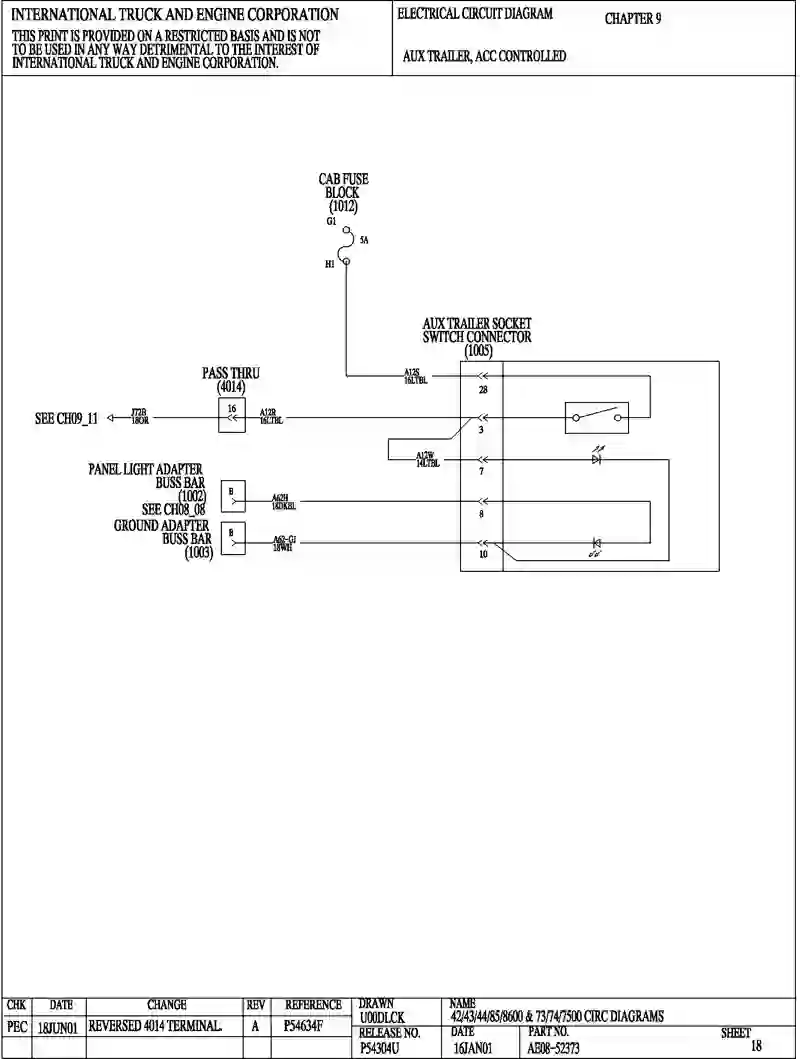 INTERNATIONAL TRUCK AND ENGINE CORPORATION
THIS PRINT IS PROVIDED ON A RESTRICTED BASIS AND IS NOT
TO BE USED IN ANY WAY DETRIMENTAL TO THE INTEREST OF
INTERNATIONAL TRUCK AND ENGINE CORPORATION.
ELECTRICAL CIRCUIT DIAGRAM
CHAPTER 9
AUX TRAILER, ACC CONTROLLED
CAB FUSE
BLOCK
(1012)
G1
5A
H1
AUX TRAILER SOCKET
SWITCH CONNECTOR
(1005)
A12S
16LTBL
28
PASS THRU
(4014)
SEE CH09_11
J72B
18OR
16
A12R
16LTBL
3
A12W
14LTBL
7
PANEL LIGHT ADAPTER
BUSS BAR
(1002)
SEE CH08_08
B
A62H
18DKBL
8
GROUND ADAPTER
BUSS BAR
(1003)
B
A62-GJ
18WH
10
CHK DATE CHANGE REV REFERENCE
PEC 18JUN01 REVERSED 4014 TERMINAL. A P54634F
DRAWN
U00DLCK
NAME
42/43/44/85/8600 & 73/74/7500 CIRC DIAGRAMS
RELEASE NO.
P54304U
DATE
16JAN01
PART NO.
AE08-52373
SHEET
18